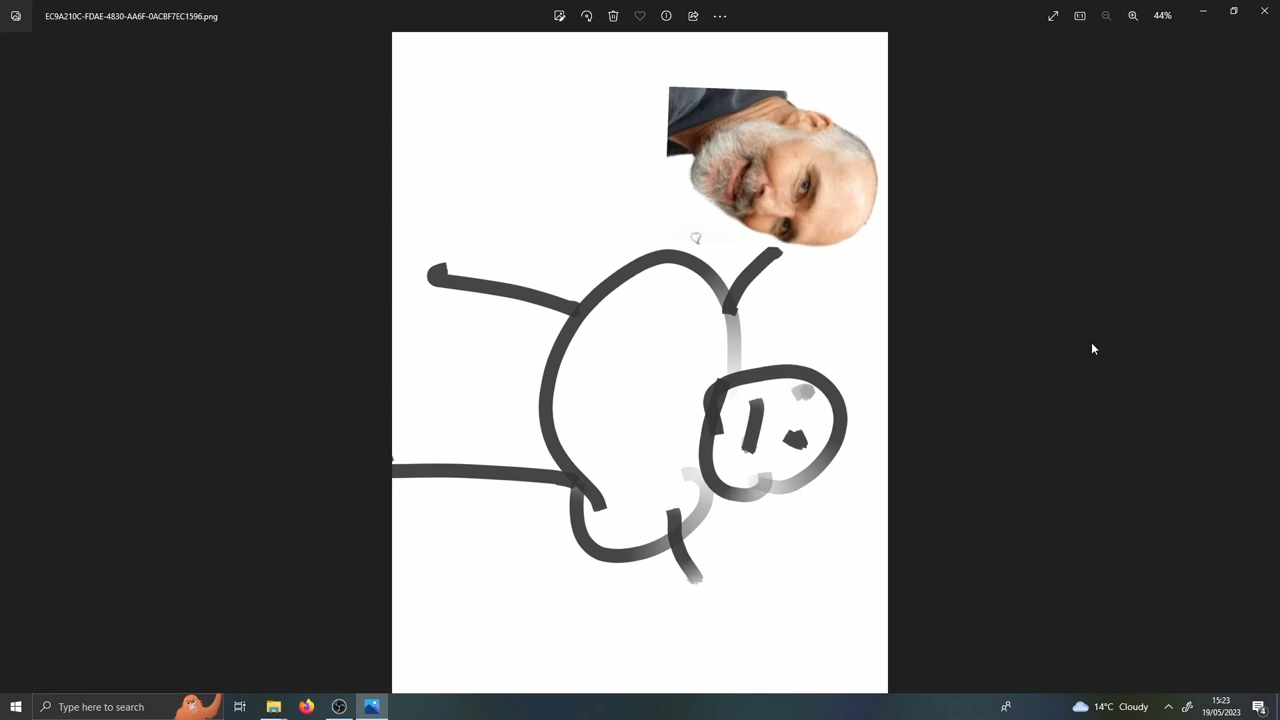 EC9A210C-FDAE-4830-AA6F-0ACBF7EC1596.png
44%
Type here to search
14°C Cloudy
15:23
19/05/2023